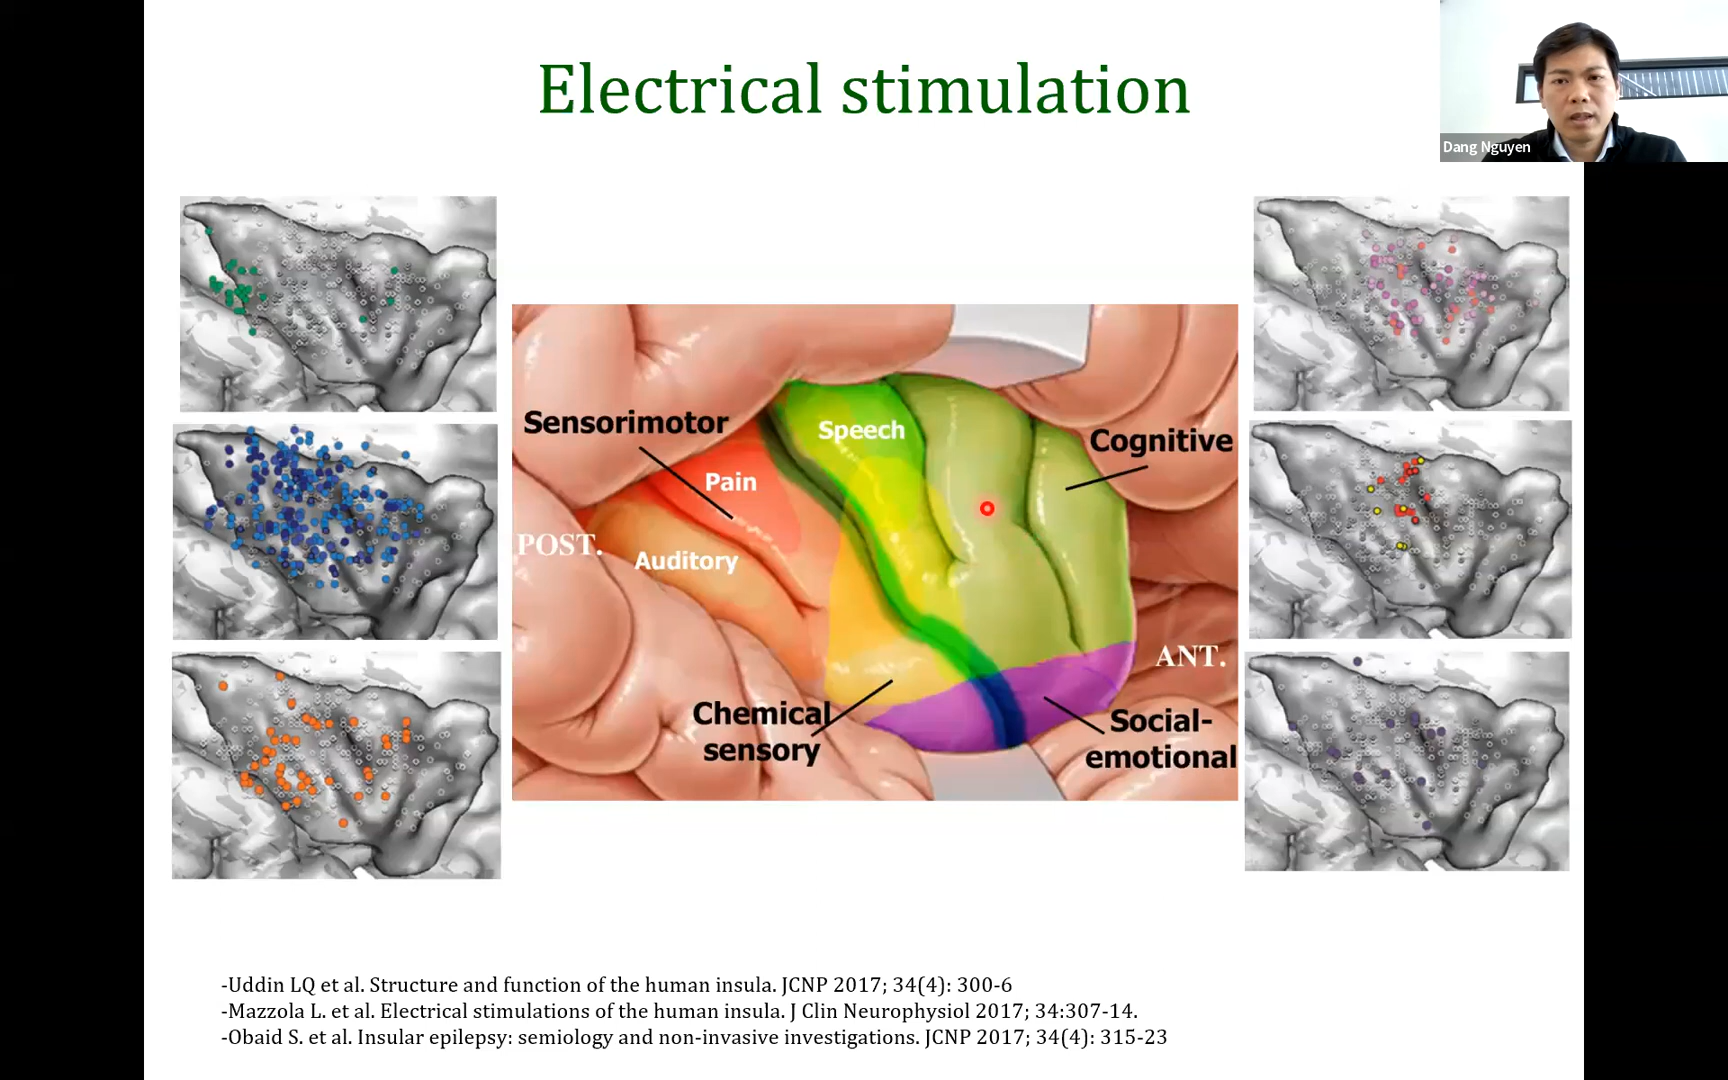 Electrical stimulation
Dang Nguyen
Sensorimotor
Speech
Cognitive
Pain
POST.
Auditory
ANT.
Chemical
sensory
Social-
emotional
-Uddin LQ et al. Structure and function of the human insula. JCNP 2017; 34(4): 300-6
-Mazzola L. et al. Electrical stimulations of the human insula. J Clin Neurophysiol 2017; 34:307-14.
-Obaid S. et al. Insular epilepsy: semiology and non-invasive investigations. JCNP 2017; 34(4): 315-23